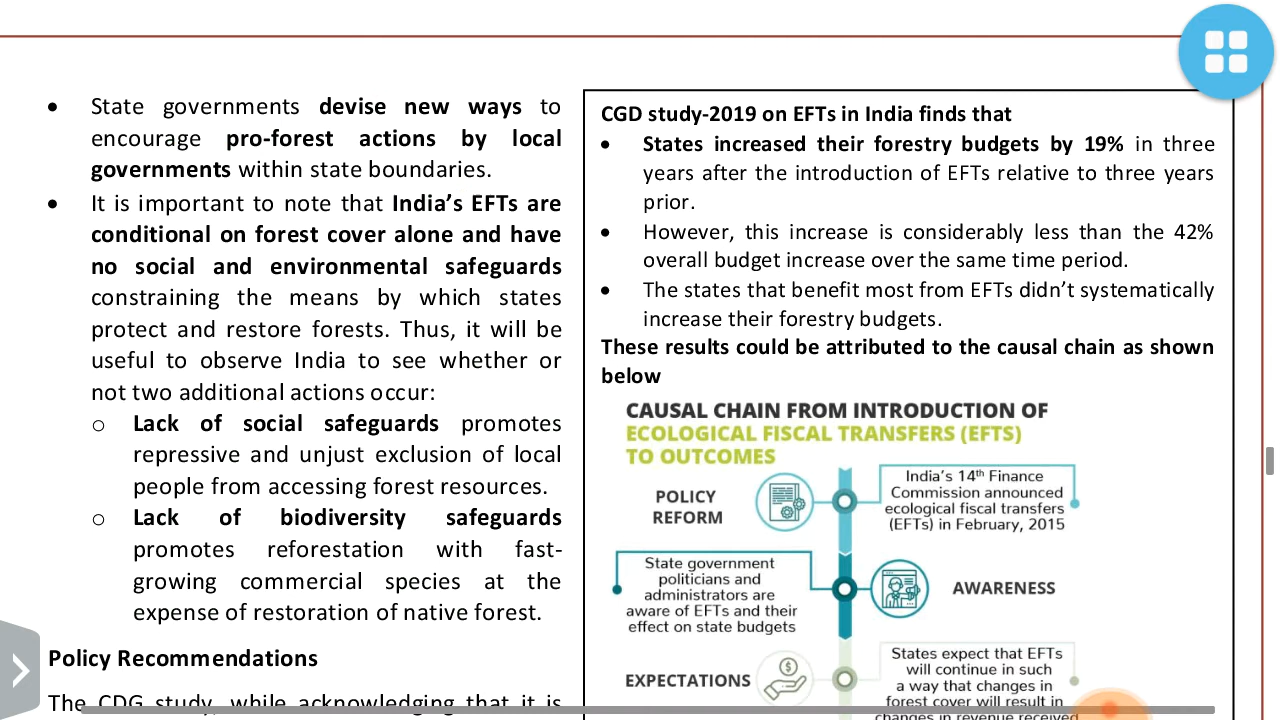 • State governments devise new ways to
encourage pro-forest actions by local
governments within state boundaries.
• It is important to note that India's EFTs are
conditional on forest cover alone and have
no social and environmental safeguards
constraining the means by which states
protect and restore forests. Thus, it will be
useful to observe India to see whether or
not two additional actions occur:
o Lack of social safeguards promotes
repressive and unjust exclusion of local
people from accessing forest resources.
o Lack of biodiversity safeguards
promotes reforestation with fast-
growing commercial species at the
expense of restoration of native forest.
Policy Recommendations
The CDG study, while acknowledging that it is
CGD study-2019 on EFTs in India finds that
• States increased their forestry budgets by 19% in three
years after the introduction of EFTs relative to three years
prior.
• However, this increase is considerably less than the 42%
overall budget increase over the same time period.
• The states that benefit most from EFTs didn't systematically
increase their forestry budgets.
These results could be attributed to the causal chain as shown
below
CAUSAL CHAIN FROM INTRODUCTION OF
ECOLOGICAL FISCAL TRANSFERS (EFTS)
TO OUTCOMES
POLICY
REFORM
India's 14th Finance
Commission announced
ecological fiscal transfers
(EFTs) in February, 2015
State government
politicians and
administrators are
aware of EFTs and their
effect on state budgets
AWARENESS
EXPECTATIONS
States expect that EFTs
will continue in such
a way that changes in
forest cover will result in
changes in revenue received